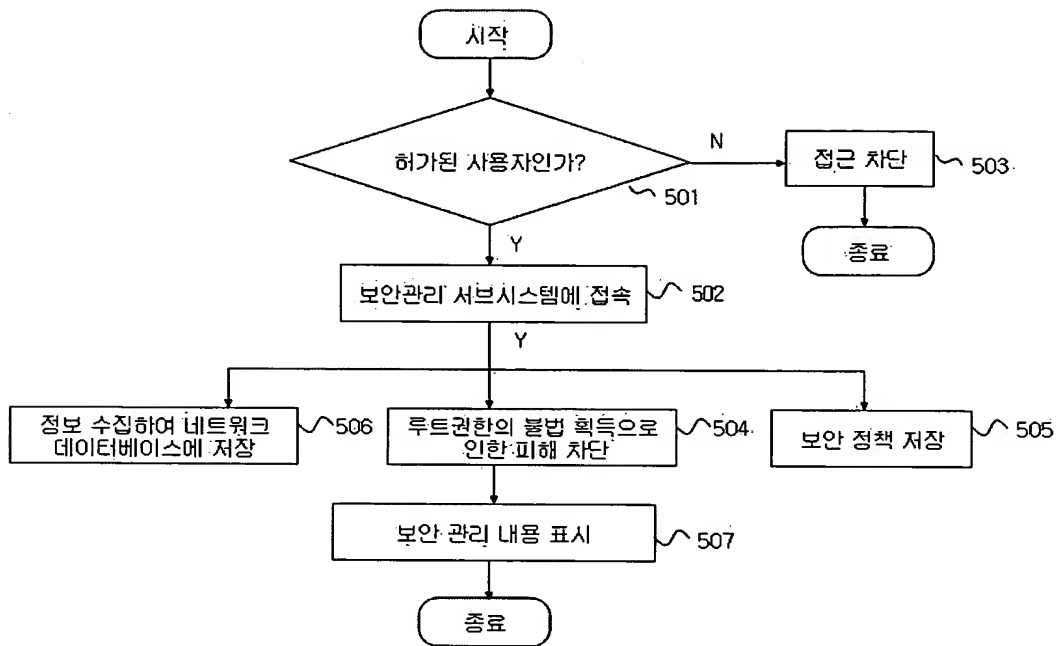 시작
허가된 사용자인가?
501
N
접근 차단
503
종료
Y
보안관리 서브시스템에 접속
502
Y
정보 수집하여 네트워크
데이터베이스에 저장
506
루트권한의 불법 획득으로
인한 피해 차단
504
보안 정책 저장
505
보안 관리 내용 표시
507
종료